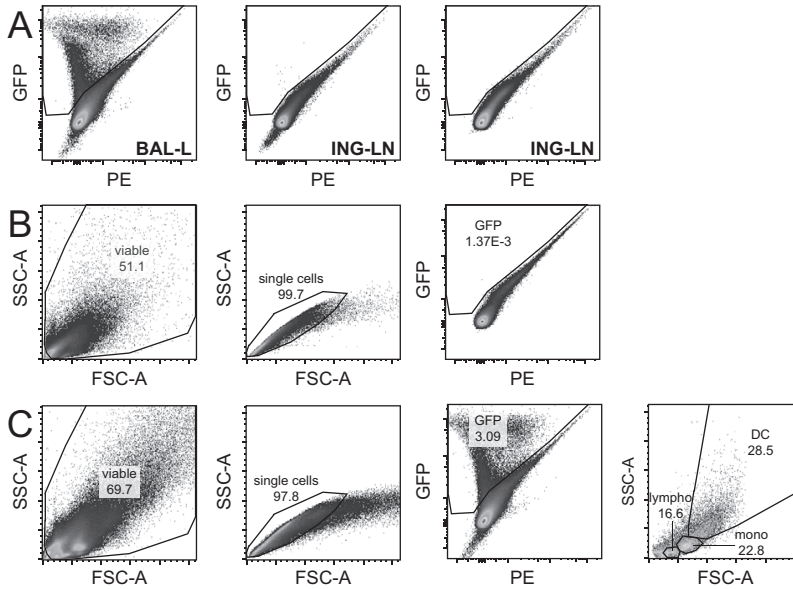 A
GFP
BAL-L
PE
GFP
ING-LN
PE
GFP
ING-LN
PE
B
SSC-A
viable
51.1
FSC-A
SSC-A
single cells
99.7
FSC-A
GFP
GFP
1.37E-3
PE
C
SSC-A
viable
69.7
FSC-A
SSC-A
single cells
97.8
FSC-A
GFP
GFP
3.09
PE
SSC-A
DC
28.5
lympho
16.6
mono
22.8
FSC-A